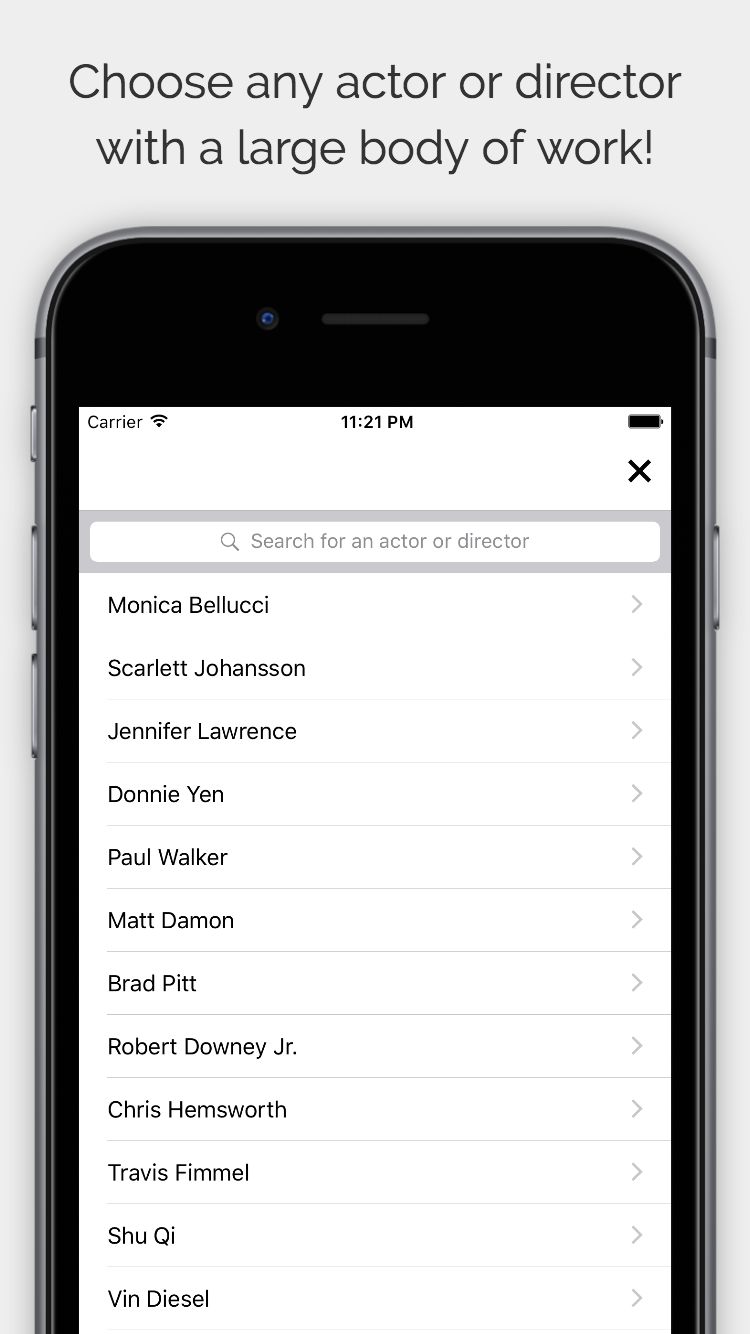 Choose any actor or director
with a large body of work!
Carrier 11:21 PM
Search for an actor or director
Monica Bellucci
Scarlett Johansson
Jennifer Lawrence
Donnie Yen
Paul Walker
Matt Damon
Brad Pitt
Robert Downey Jr.
Chris Hemsworth
Travis Fimmel
Shu Qi
Vin Diesel